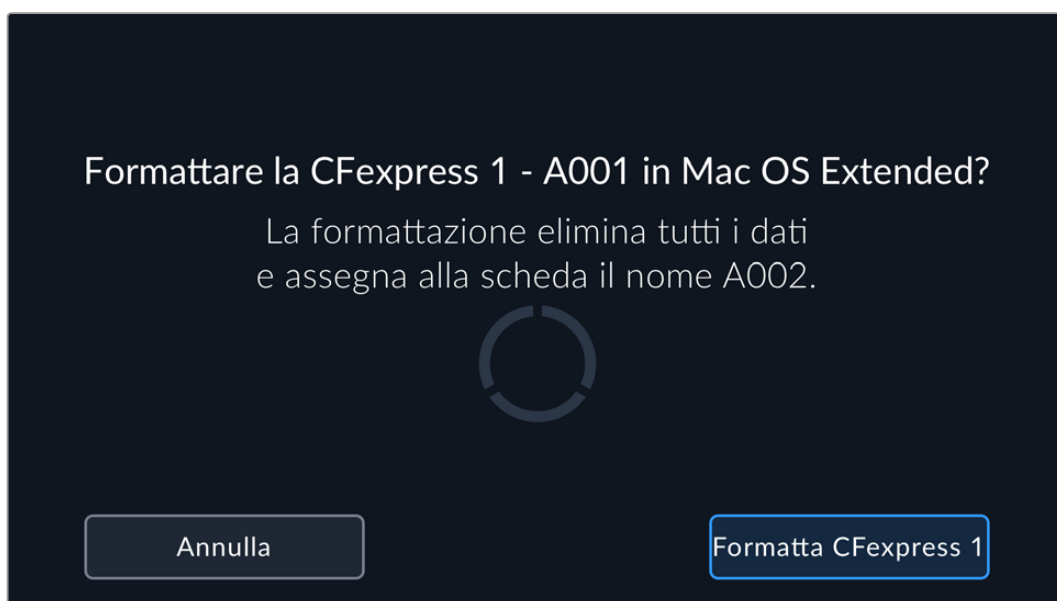 Formattare la CFexpress 1 - A001 in Mac OS Extended?
La formattazione elimina tutti i dati
e assegna alla scheda il nome A002.
Annulla
Formatta CFexpress 1